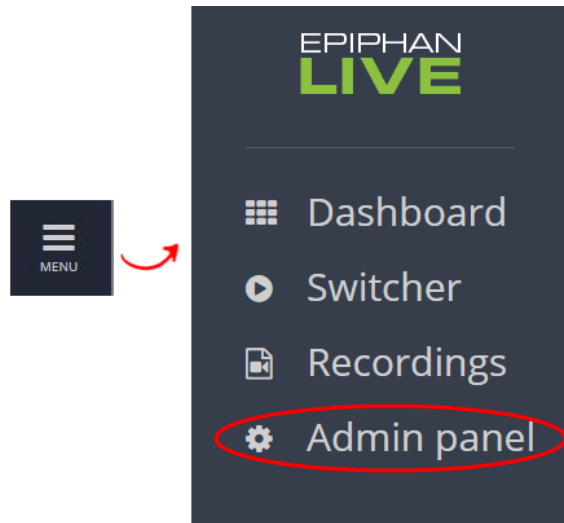 EPIPHAN
LIVE
MENU
Dashboard
Switcher
Recordings
Admin panel